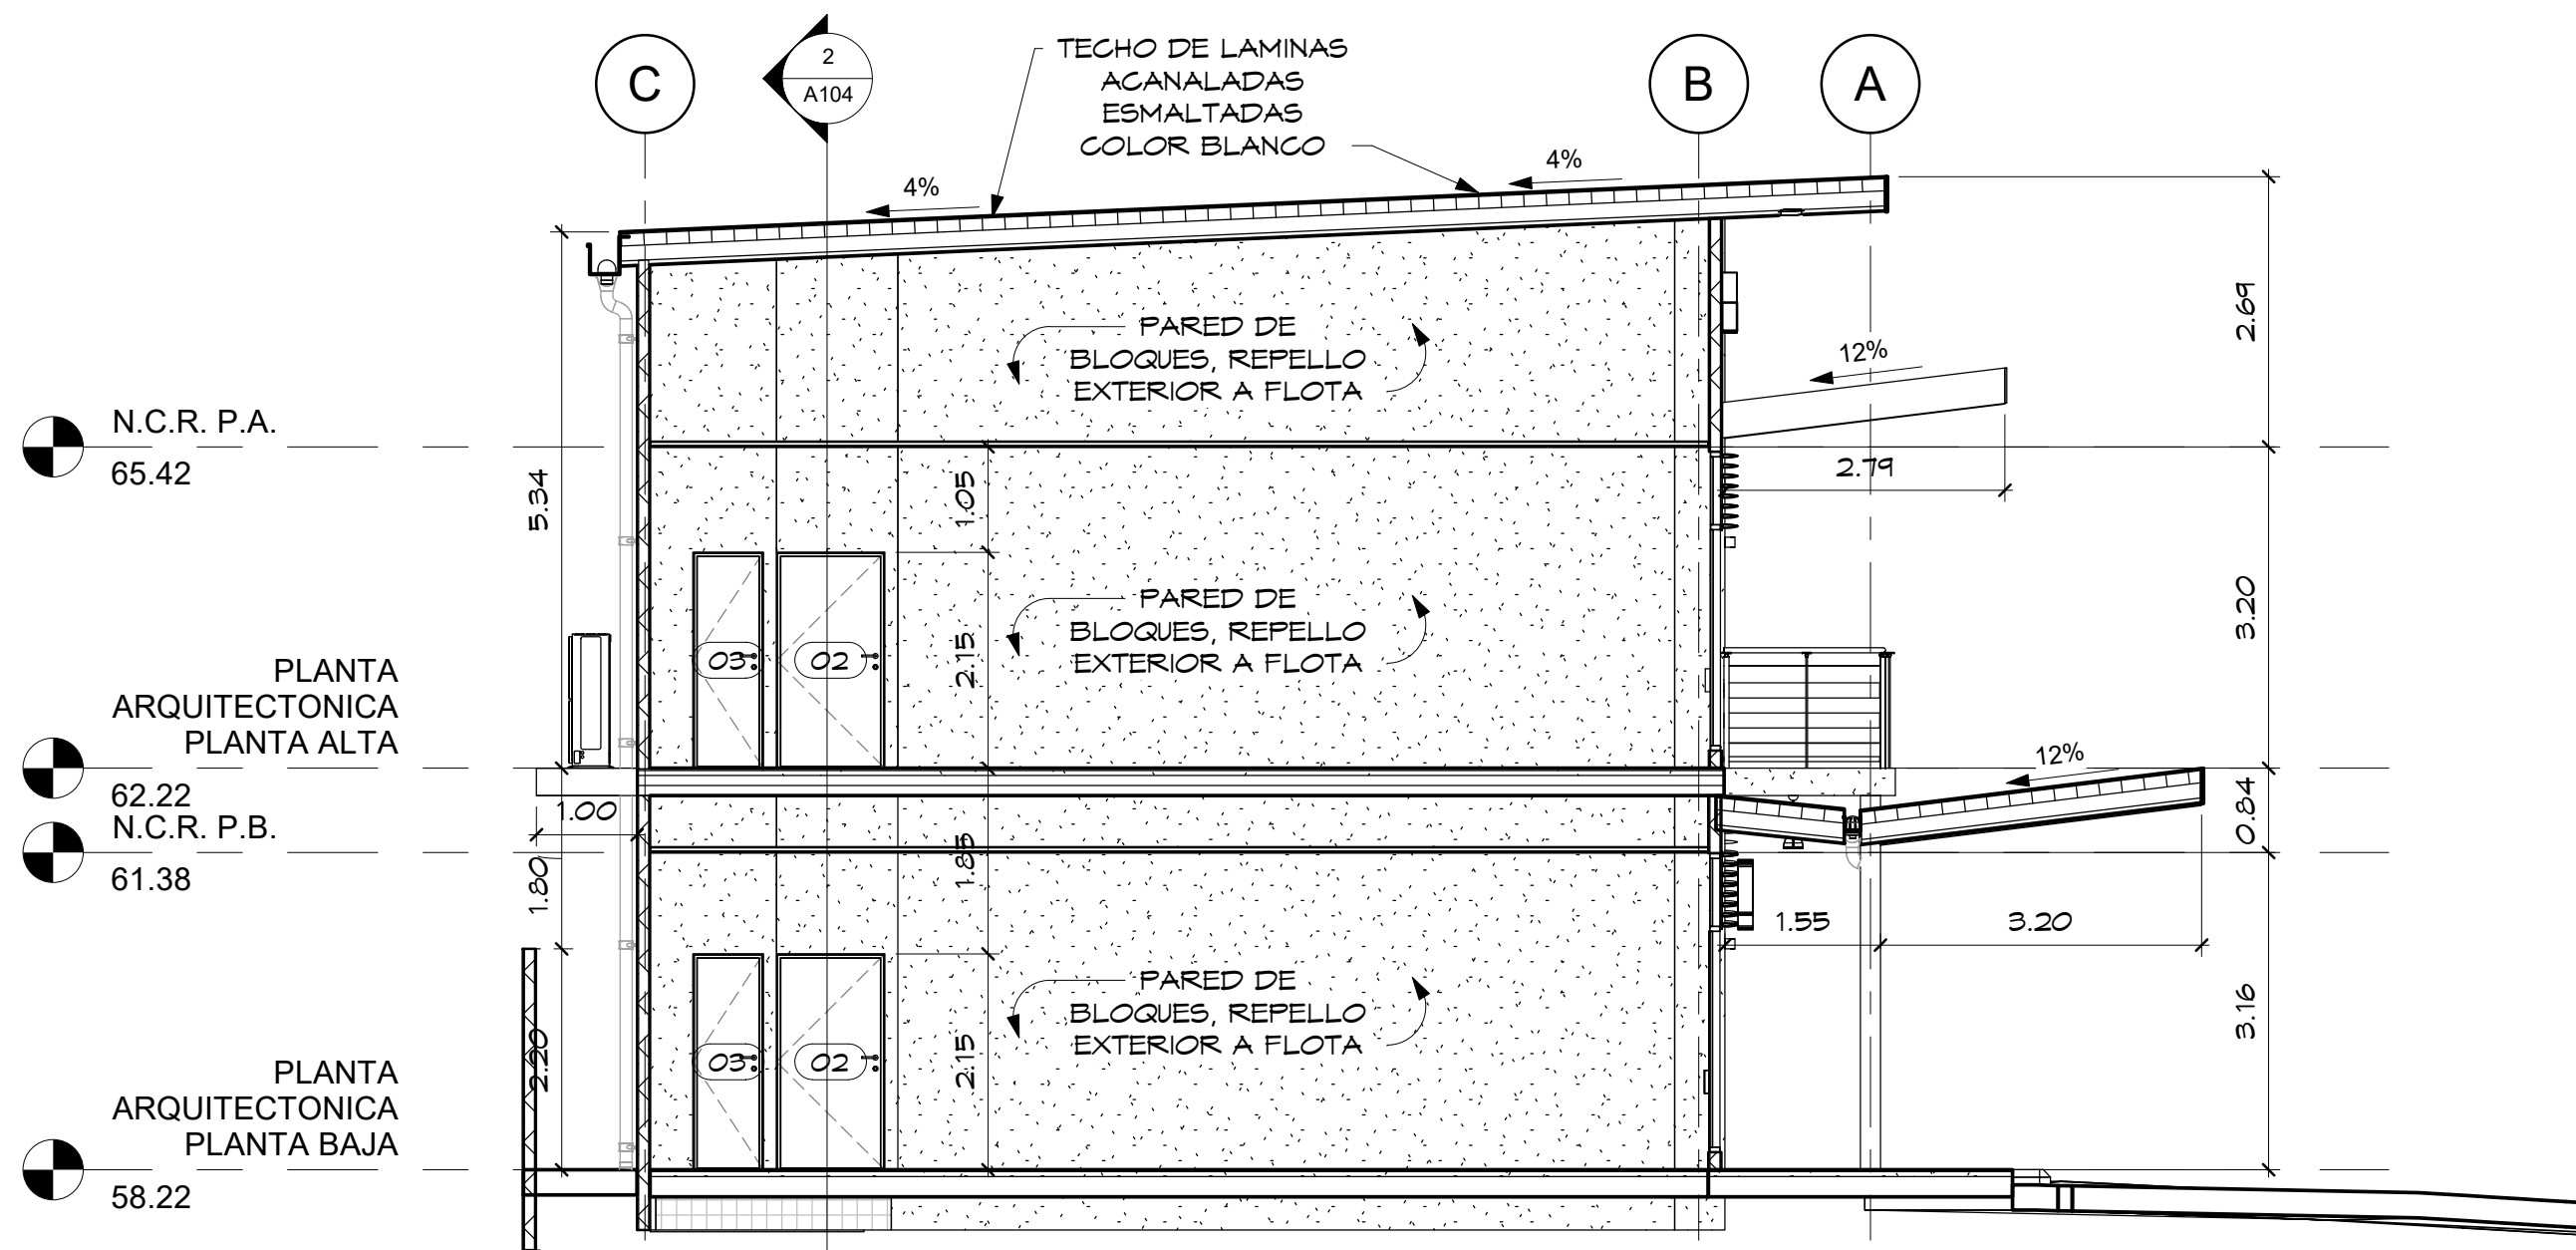 C
2
A104
TECHO DE LAMINAS
ACANALADAS
ESMALTADAS
COLOR BLANCO
B
A
4%
4%
2.69
PARED DE
BLOQUES, REPELLO
EXTERIOR A FLOTA
12%
N.C.R. P.A.
65.42
2.79
5.34
1.05
3.20
PARED DE
BLOQUES, REPELLO
EXTERIOR A FLOTA
03
02
2.15
PLANTA
ARQUITECTONICA
PLANTA ALTA
62.22
12%
1.00
0.84
N.C.R. P.B.
61.38
1.80
1.85
1.55
3.20
PARED DE
BLOQUES, REPELLO
EXTERIOR A FLOTA
3.16
03
02
2.15
2.20
PLANTA
ARQUITECTONICA
PLANTA BAJA
58.22